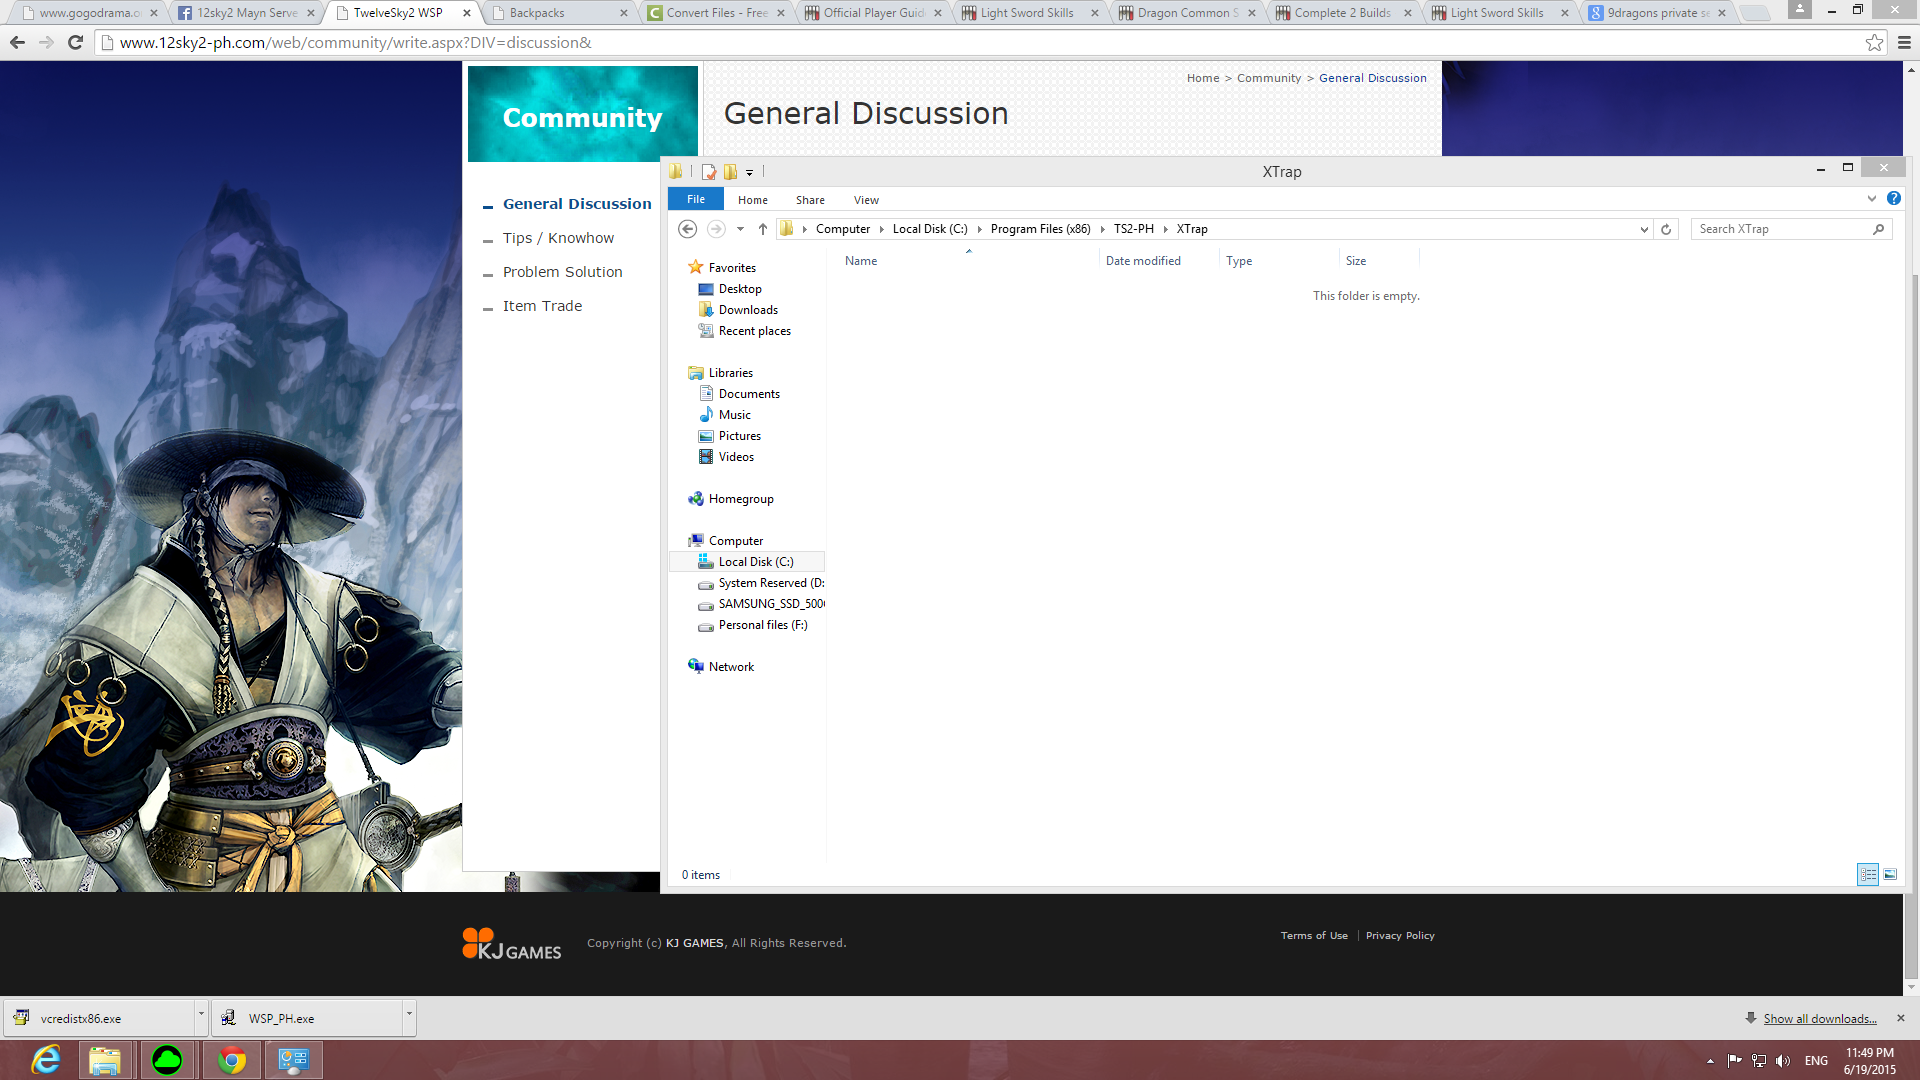 www.gogodrama.o
12sky2 Mayn Serve
TwelveSky2 WSP
Backpacks
Convert Files - Free
Official Player Guid
Light Sword Skills
Dragon Common S
Complete 2 Builds
Light Sword Skills
9dragons private se
www.12sky2-ph.com/web/community/write.aspx?DIV=discussion&
Community
Home > Community > General Discussion
General Discussion
General Discussion
Tips / Knowhow
Problem Solution
Item Trade
XTrap
File
Home
Share
View
Computer
Local Disk (C:)
Program Files (x86)
TS2-PH
XTrap
Search XTrap
Name
Date modified
Type
Size
This folder is empty.
Favorites
Desktop
Downloads
Recent places
Libraries
Documents
Music
Pictures
Videos
Homegroup
Computer
Local Disk (C:)
System Reserved (D:
SAMSUNG_SSD_500
Personal files (F:)
Network
0 items
KJ GAMES
Copyright (c) KJ GAMES, All Rights Reserved.
Terms of Use
Privacy Policy
vcredistx86.exe
WSP_PH.exe
Show all downloads...
ENG
11:49 PM
6/19/2015